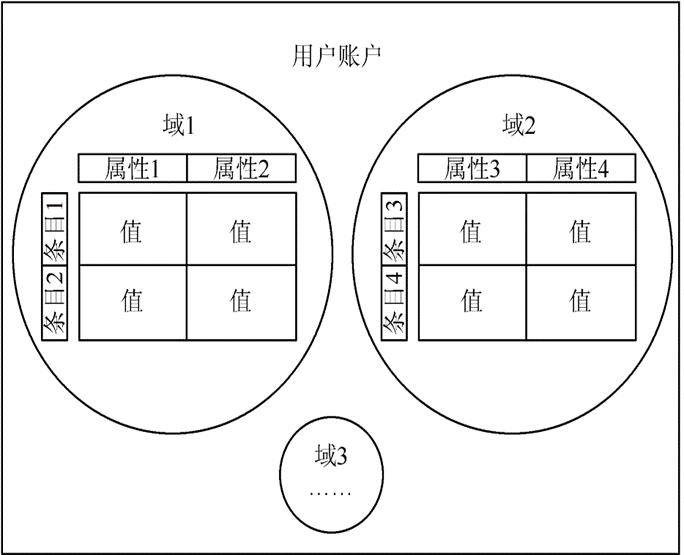 用户账户
域1
属性1 属性2
条目1 值 值
条目2 值 值
域2
属性3 属性4
条目3 值 值
条目4 值 值
域3
……